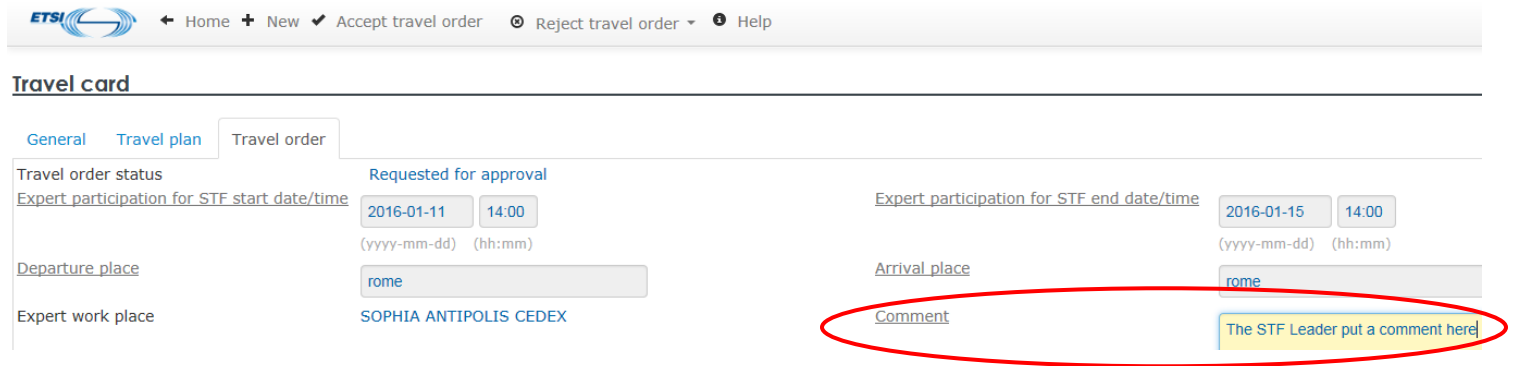 ETSI Home New Accept travel order Reject travel order Help
Travel card
General Travel plan Travel order
Travel order status Requested for approval
Expert participation for STF start date/time 2016-01-11 14:00 Expert participation for STF end date/time 2016-01-15 14:00
(yyyy-mm-dd) (hh:mm) (yyyy-mm-dd) (hh:mm)
Departure place rome Arrival place rome
Expert work place SOPHIA ANTIPOLIS CEDEX Comment The STF Leader put a comment here